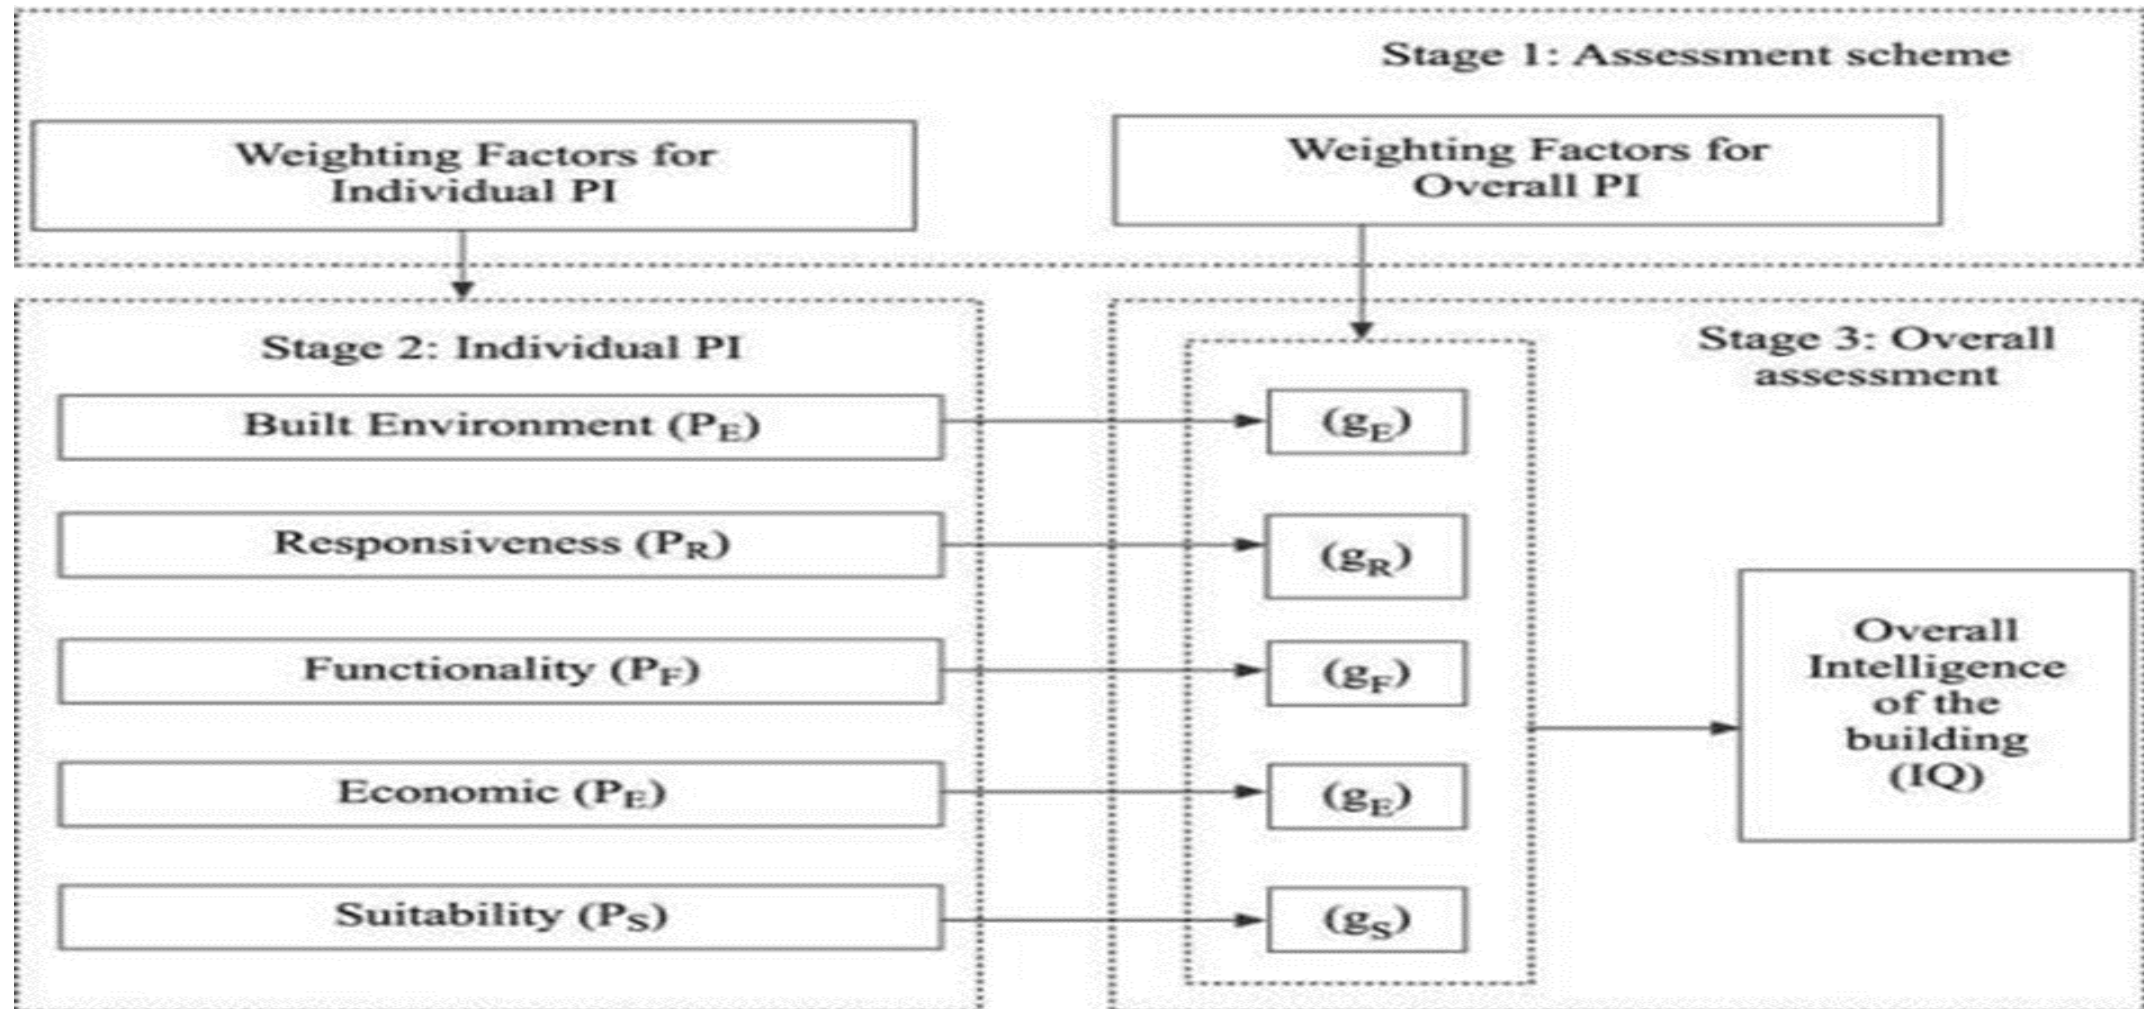 Stage 1: Assessment scheme
Weighting Factors for
Individual PI
Weighting Factors for
Overall PI
Stage 2: Individual PI
Built Environment (PE)
Responsiveness (PR)
Functionality (PF)
Economic (PE)
Suitability (PS)
Stage 3: Overall
assessment
(gE)
(gR)
(gF)
(gE)
(gS)
Overall
Intelligence
of the
building
(IQ)